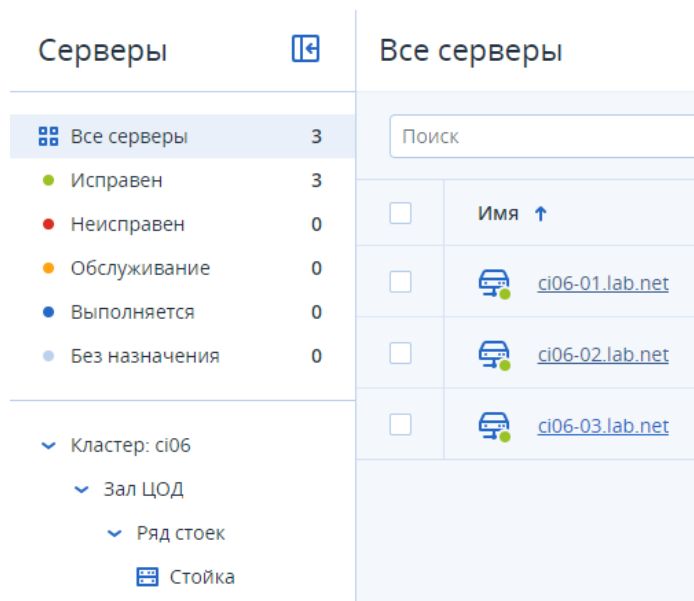 Серверы
Все серверы 3
Исправен 3
Неисправен 0
Обслуживание 0
Выполняется 0
Без назначения 0
Кластер: ci06
Зал ЦОД
Ряд стоек
Стойка
Все серверы
Поиск
Имя
ci06-01.lab.net
ci06-02.lab.net
ci06-03.lab.net